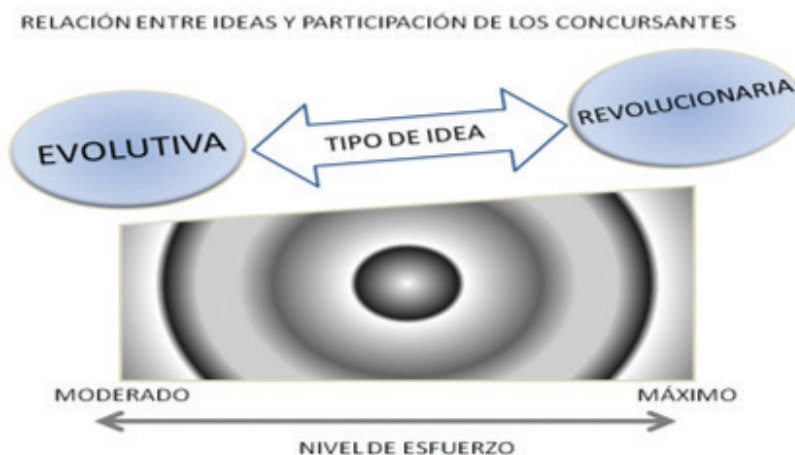 RELACIÓN ENTRE IDEAS Y PARTICIPACIÓN DE LOS CONCURSANTES
EVOLUTIVA
TIPO DE IDEA
REVOLUCIONARIA
MODERADO
MÁXIMO
NIVEL DE ESFUERZO